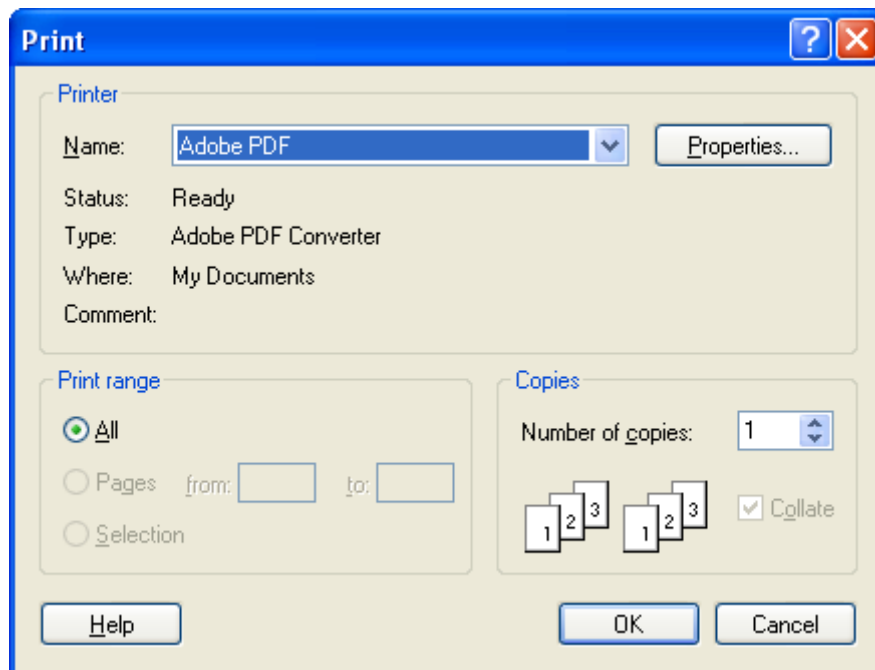 Print
Printer
Name: Adobe PDF Properties...
Status: Ready
Type: Adobe PDF Converter
Where: My Documents
Comment:
Print range
All
Pages from: to:
Selection
Copies
Number of copies: 1
1 2 3 1 2 3
Collate
Help OK Cancel